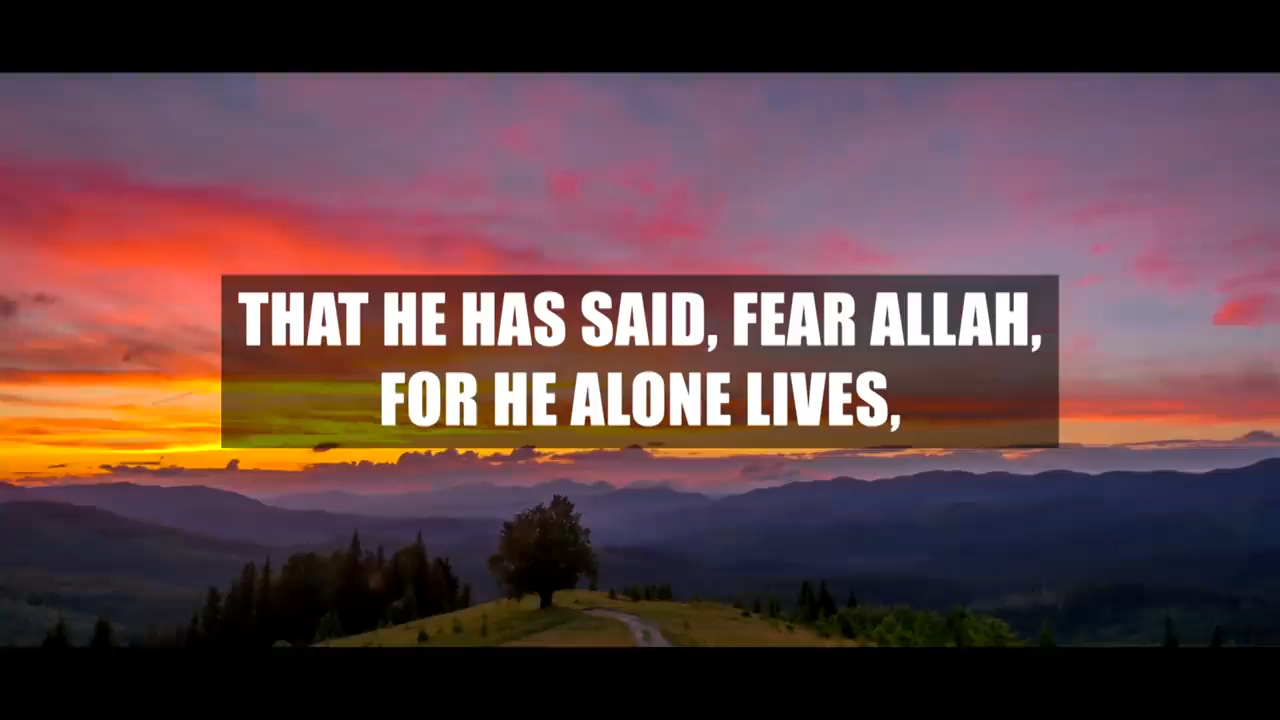 THAT HE HAS SAID, FEAR ALLAH,
FOR HE ALONE LIVES,